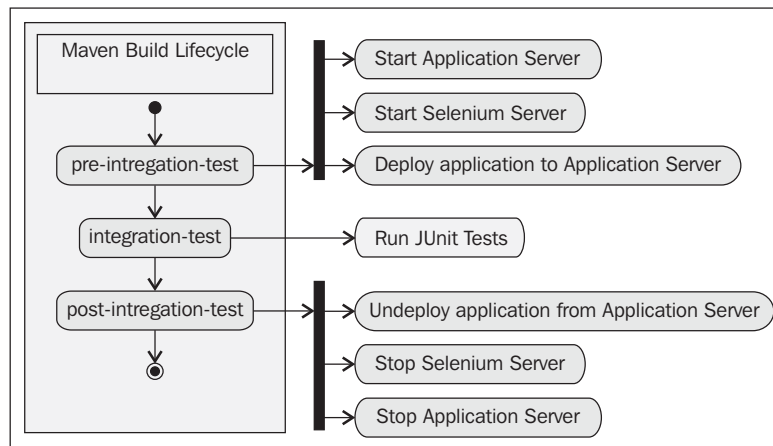 Maven Build Lifecycle
Start Application Server
Start Selenium Server
pre-intregation-test
Deploy application to Application Server
integration-test
Run JUnit Tests
post-intregation-test
Undeploy application from Application Server
Stop Selenium Server
Stop Application Server